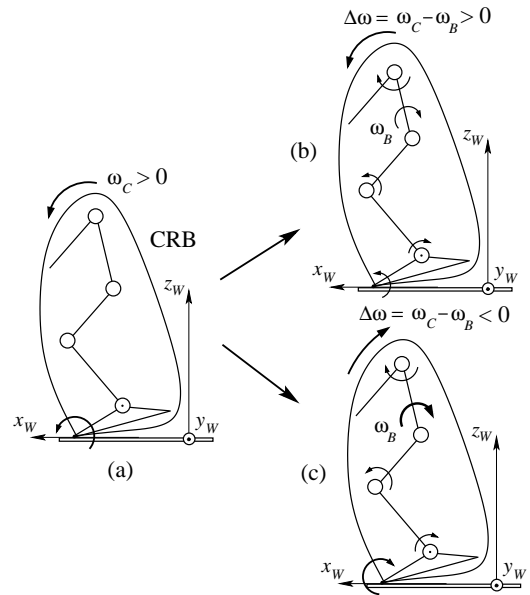 Δω = ω_C − ω_B > 0
ω_B
z_W
(b)
x_W
y_W
ω_C > 0
CRB
z_W
x_W
y_W
(a)
Δω = ω_C − ω_B < 0
ω_B
z_W
(c)
x_W
y_W